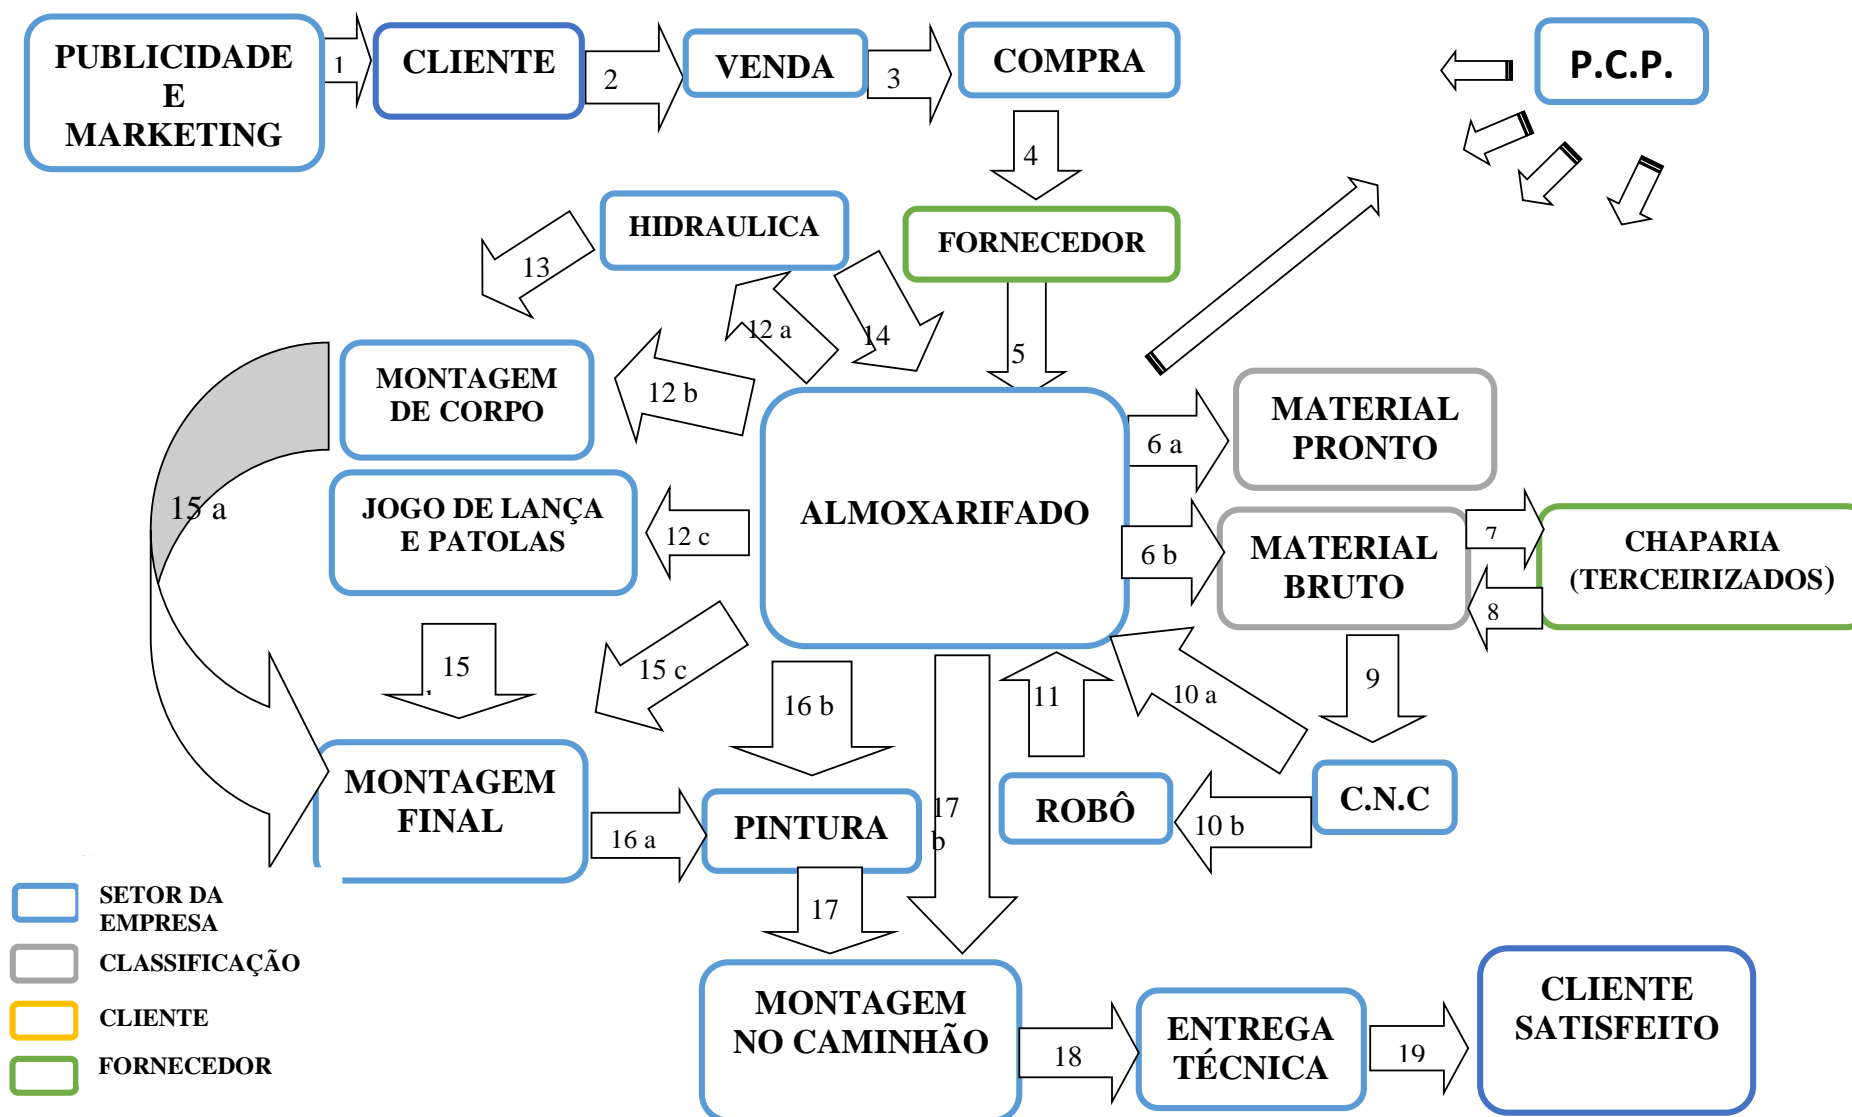 PUBLICIDADE
E
MARKETING
1
CLIENTE
2
VENDA
3
COMPRA
P.C.P.
4
HIDRAULICA
FORNECEDOR
13
12 a
14
5
MONTAGEM
DE CORPO
12 b
MATERIAL
PRONTO
6 a
15 a
JOGO DE LANÇA
E PATOLAS
12 c
ALMOXARIFADO
6 b
MATERIAL
BRUTO
7
8
CHAPARIA
(TERCEIRIZADOS)
15
15 c
16 b
11
10 a
9
MONTAGEM
FINAL
16 a
PINTURA
17
b
ROBÔ
10 b
C.N.C
17
SETOR DA
EMPRESA
CLASSIFICAÇÃO
CLIENTE
FORNECEDOR
MONTAGEM
NO CAMINHÃO
18
ENTREGA
TÉCNICA
19
CLIENTE
SATISFEITO